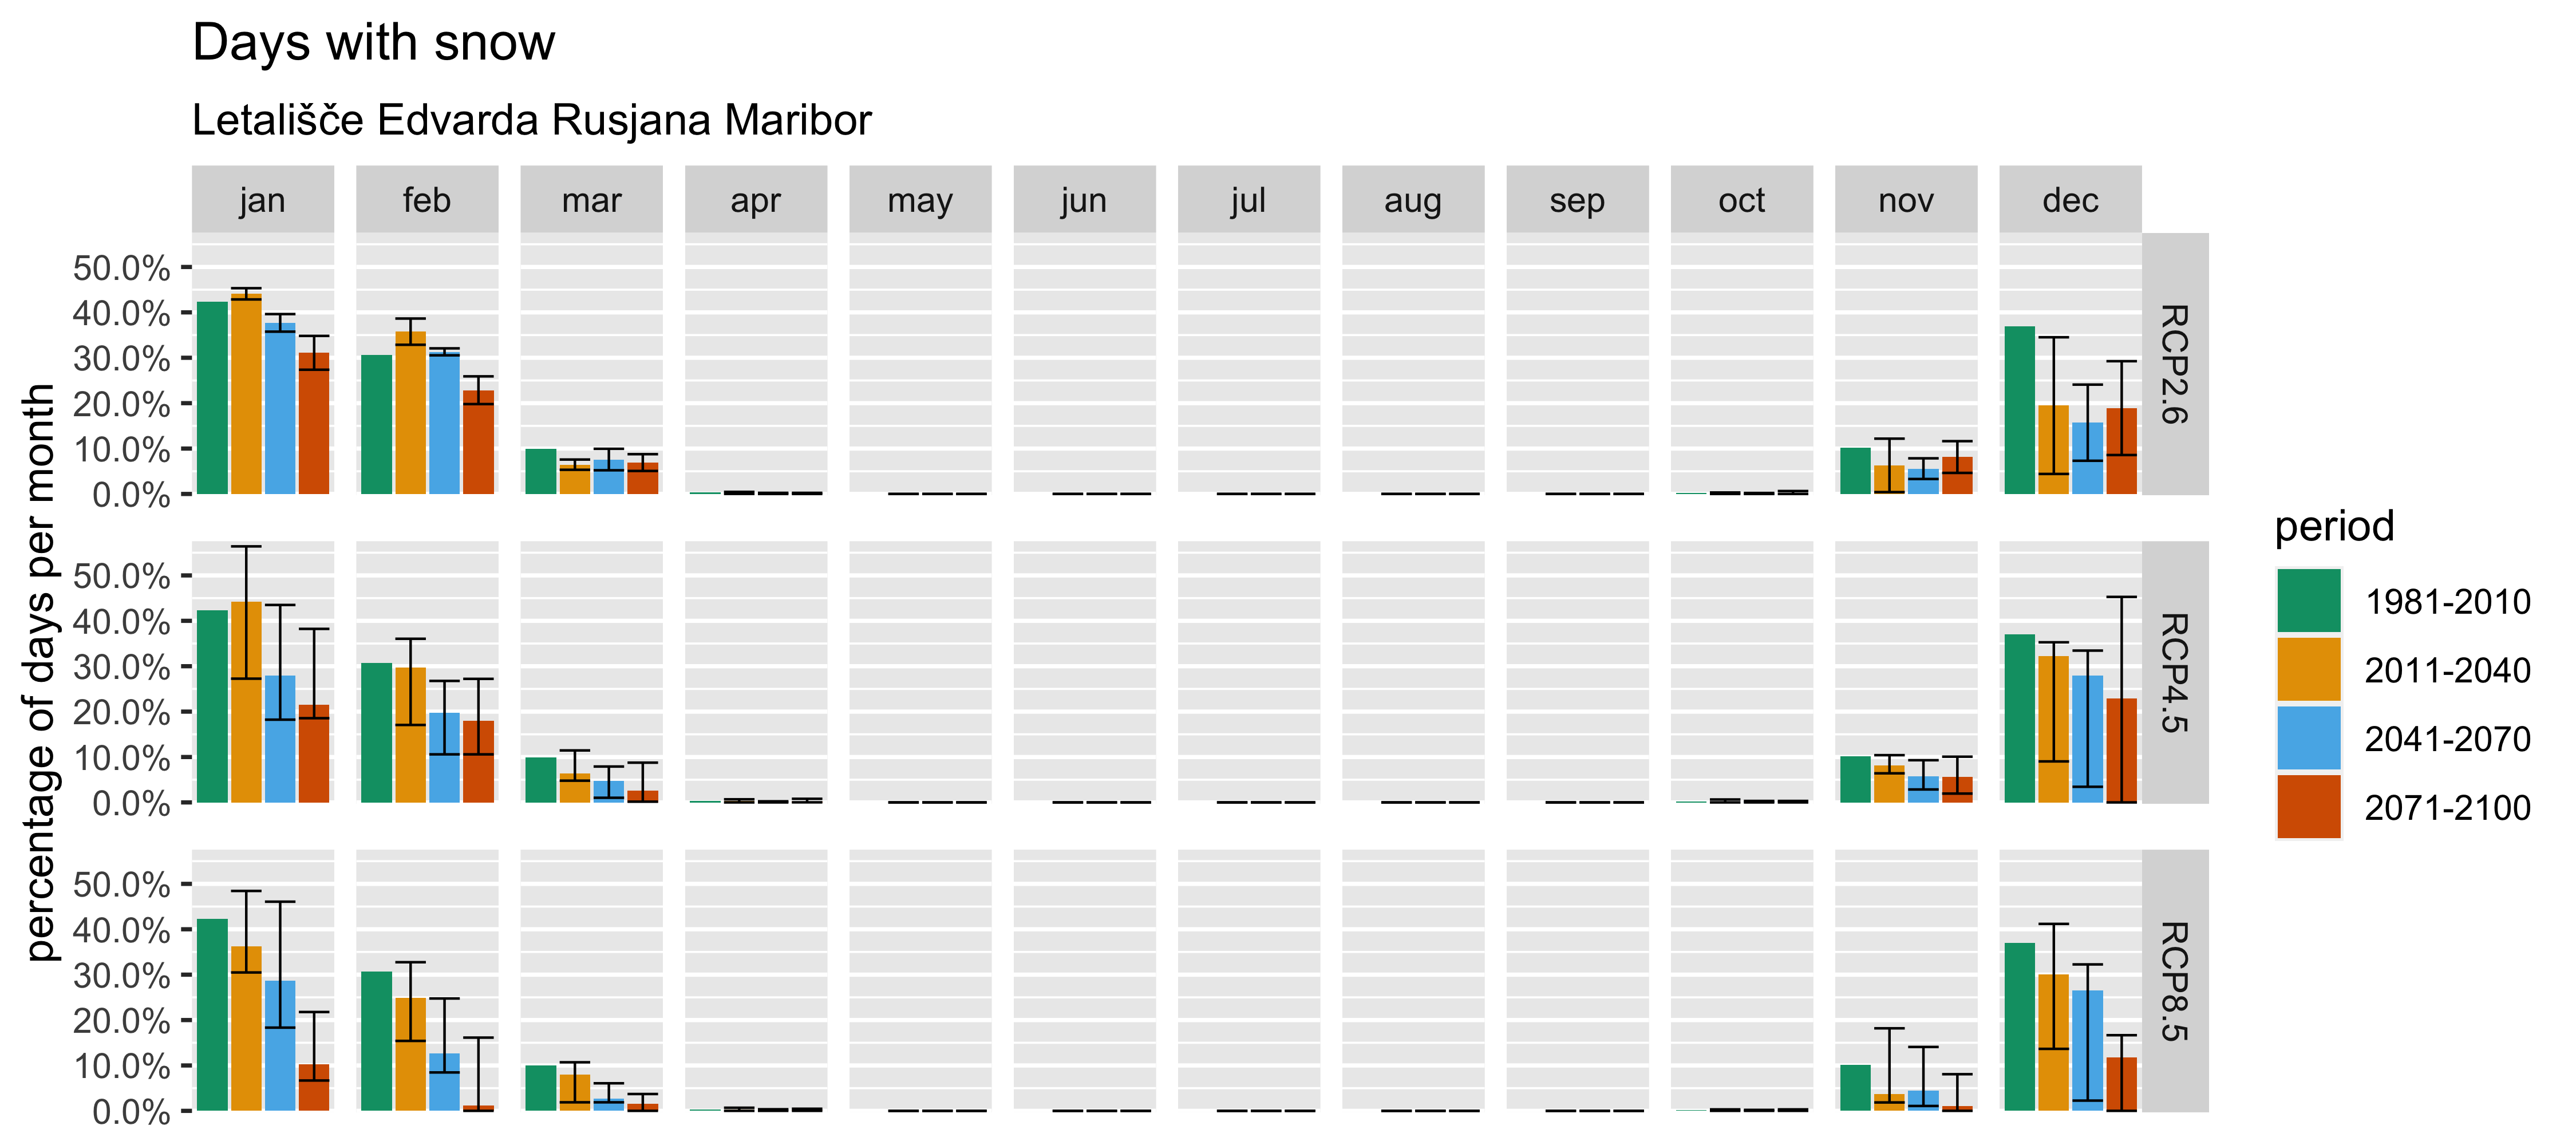 Days with snow
Letališče Edvarda Rusjana Maribor
jan feb mar apr may jun jul aug sep oct nov dec
50.0%
40.0%
30.0%
20.0%
10.0%
0.0%
RCP2.6
50.0%
40.0%
30.0%
20.0%
10.0%
0.0%
RCP4.5
50.0%
40.0%
30.0%
20.0%
10.0%
0.0%
RCP8.5
percentage of days per month
period
1981-2010
2011-2040
2041-2070
2071-2100